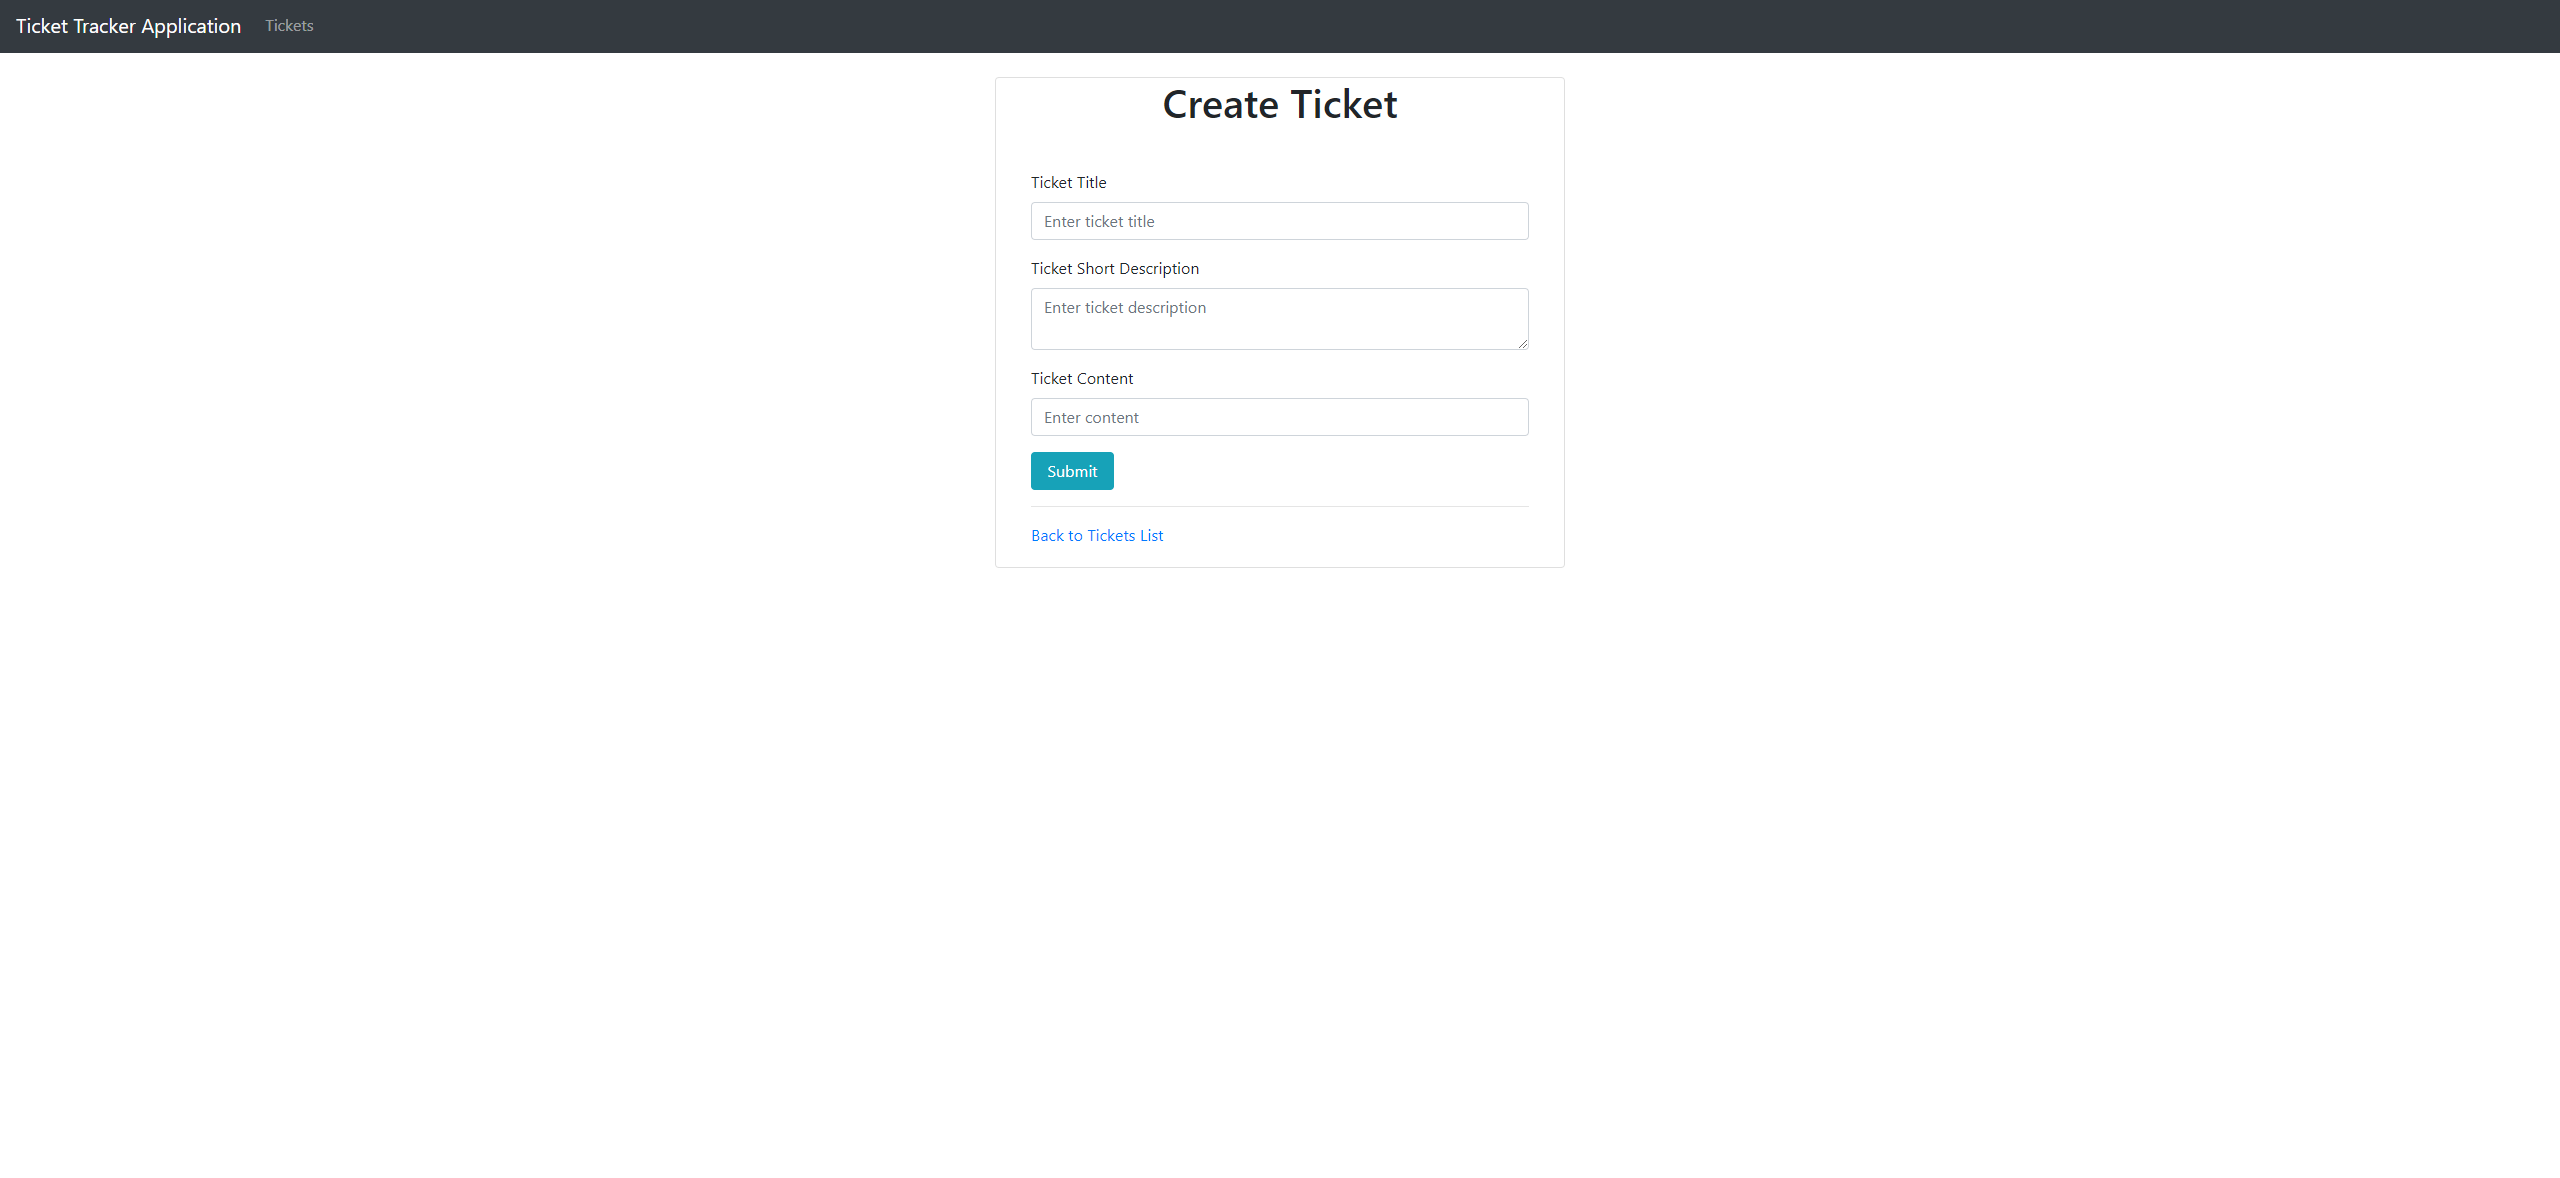 Ticket Tracker Application Tickets
Create Ticket
Ticket Title
Enter ticket title
Ticket Short Description
Enter ticket description
Ticket Content
Enter content
Submit
Back to Tickets List